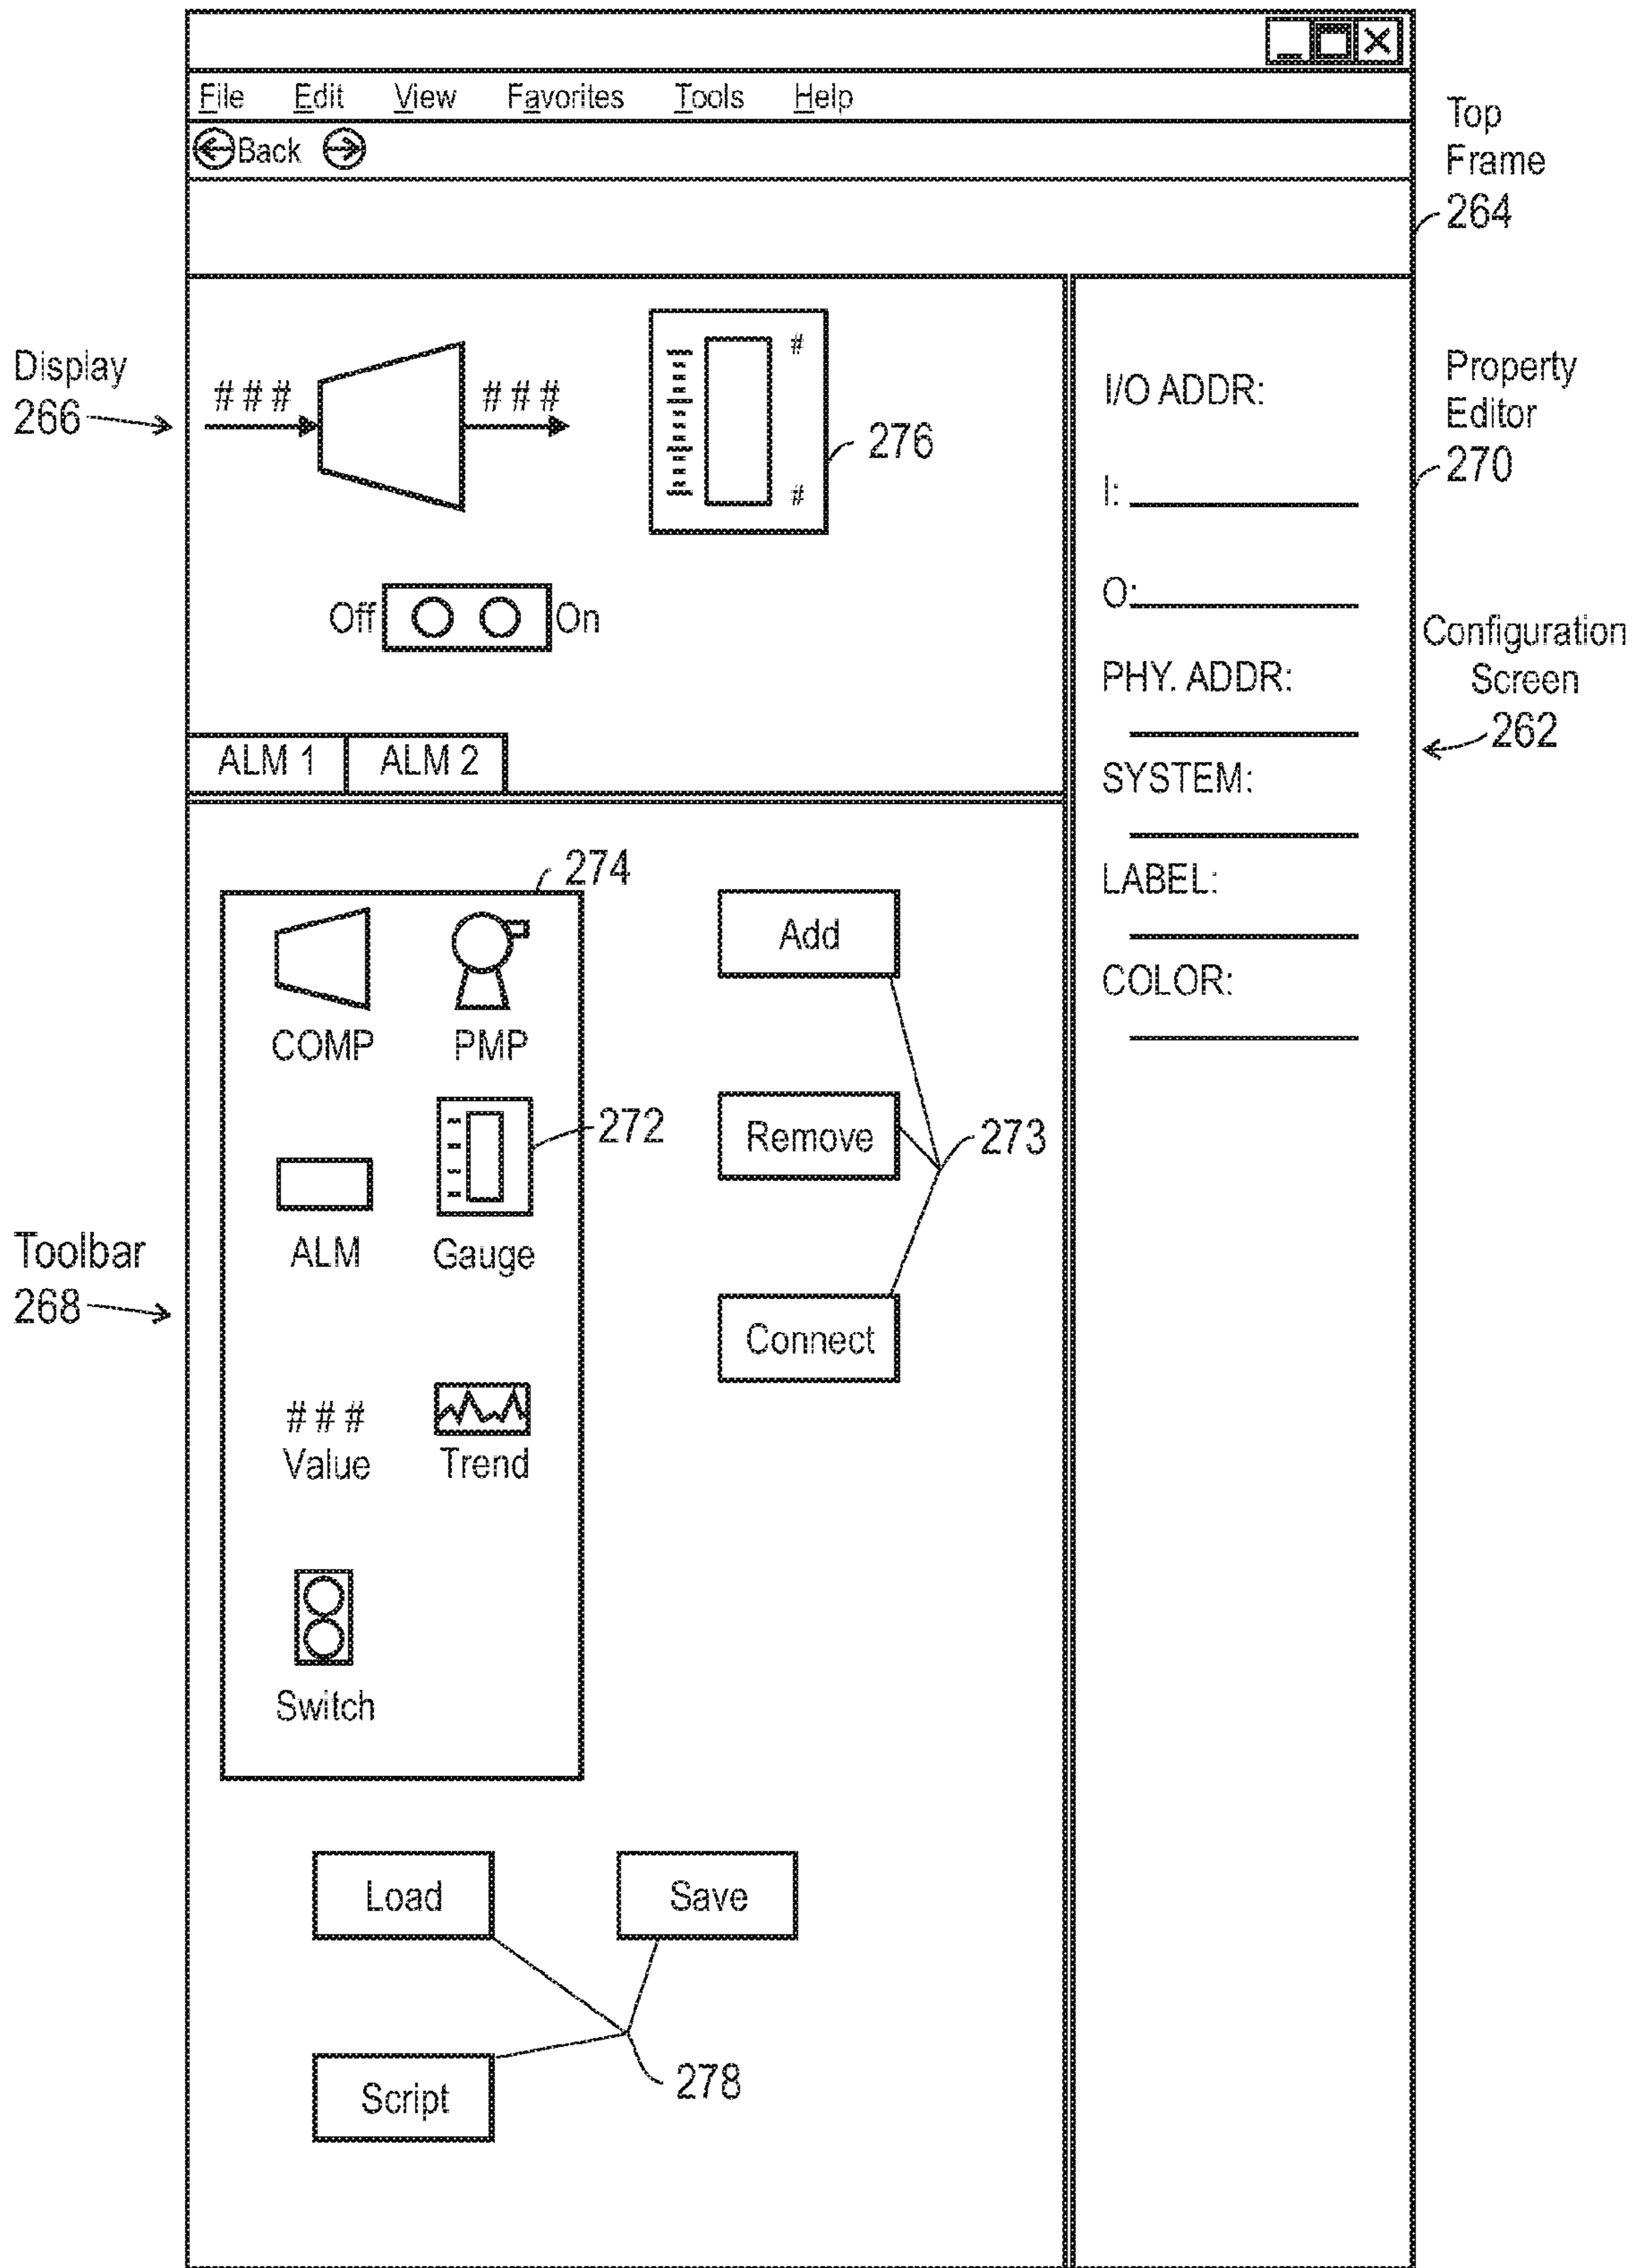 File Edit View Favorites Tools Help
Back
Top
Frame
264
Display
266
# # #
# # #
#
#
276
Off
On
ALM 1
ALM 2
I/O ADDR:
I:
O:
PHY. ADDR:
SYSTEM:
LABEL:
COLOR:
Property
Editor
270
Configuration
Screen
262
Toolbar
268
274
COMP
PMP
272
ALM
Gauge
# # #
Value
Trend
Switch
Add
Remove
Connect
273
Load
Save
Script
278